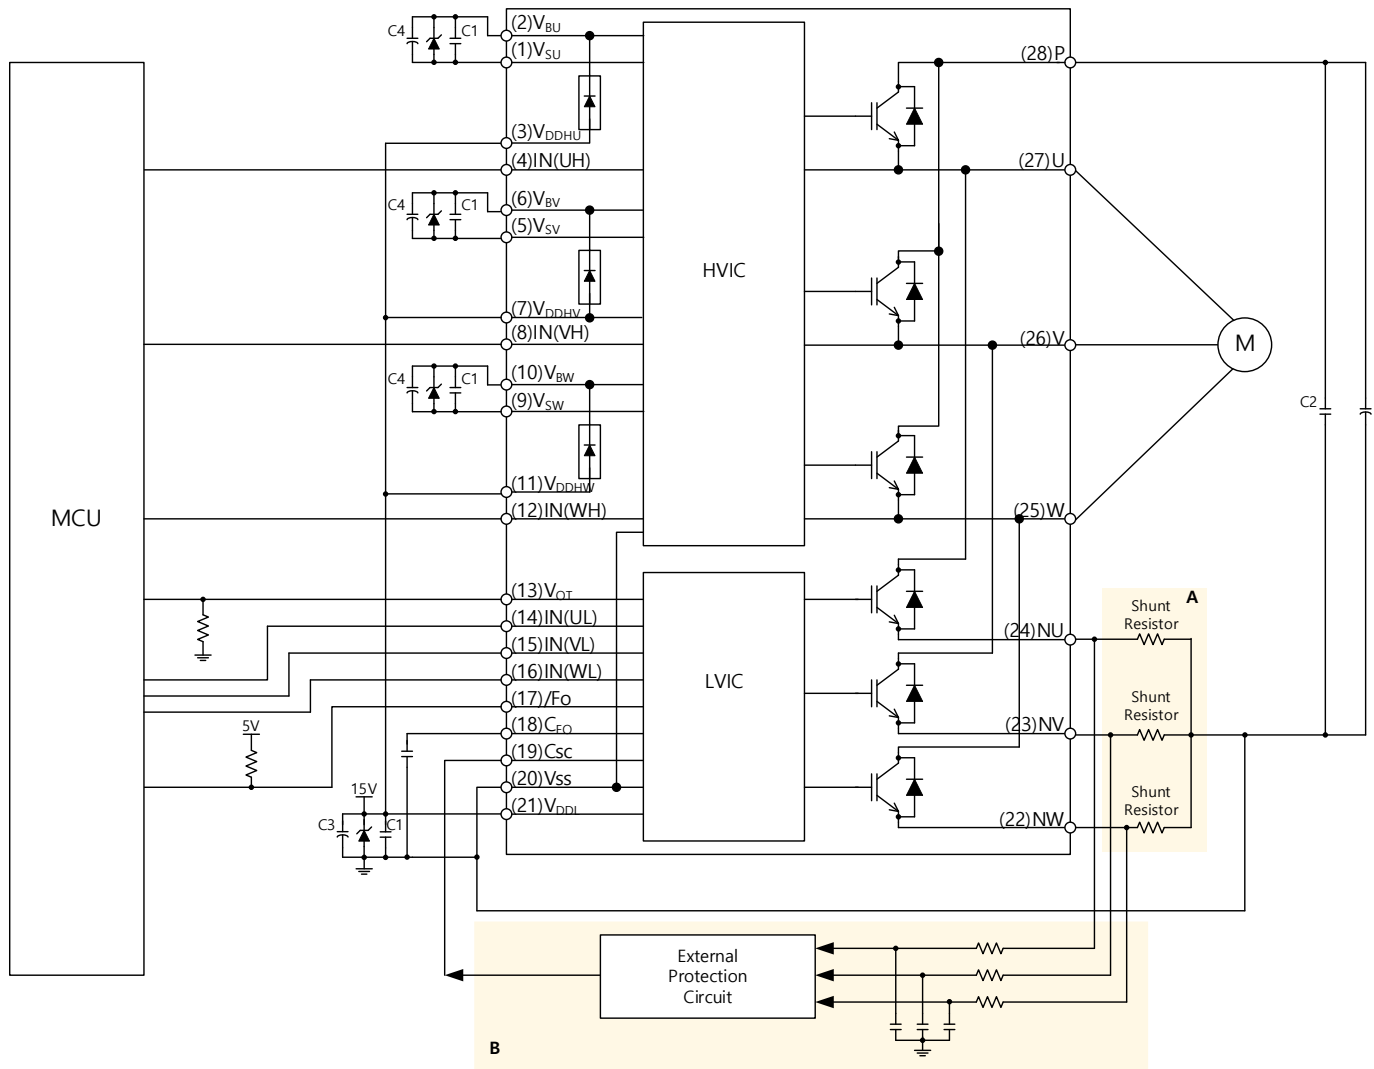 C4
C1
(2)VBU
(1)VSU
(28)P
(3)VDDHU
(4)IN(UH)
(27)U
C4
C1
(6)VBV
(5)VSV
HVIC
(7)VDDHV
(8)IN(VH)
(26)V
M
C4
C1
(10)VBW
(9)VSW
C2
(11)VDDHW
(12)IN(WH)
(25)W
MCU
(13)VOT
(14)IN(UL)
(15)IN(VL)
(16)IN(WL)
(17)/Fo
(18)CFO
(19)Csc
(20)Vss
(21)VDDL
LVIC
(24)NU
(23)NV
(22)NW
A
Shunt
Resistor
Shunt
Resistor
Shunt
Resistor
5V
15V
C3
C1
External
Protection
Circuit
B